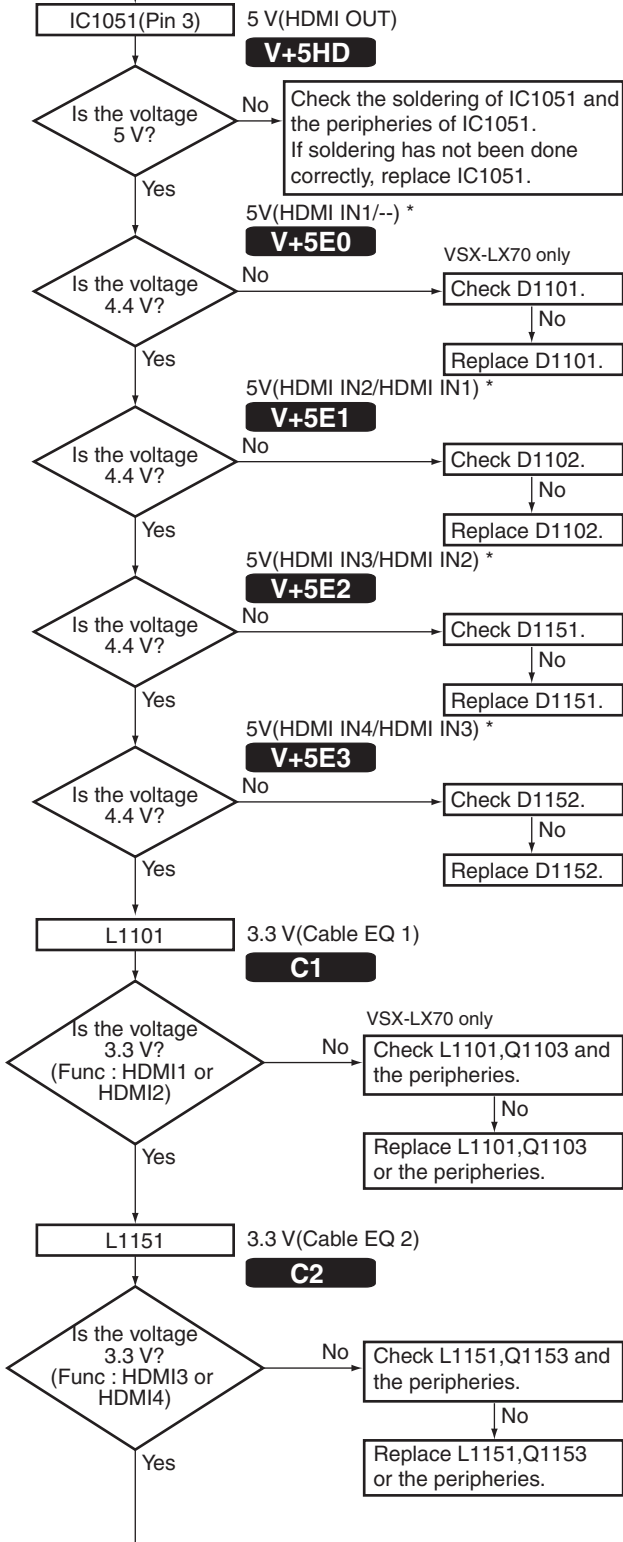 IC1051(Pin 3)
5 V(HDMI OUT)
V+5HD
Is the voltage
5 V?
No
Check the soldering of IC1051 and
the peripheries of IC1051.
If soldering has not been done
correctly, replace IC1051.
Yes
5V(HDMI IN1/--) *
V+5E0
Is the voltage
4.4 V?
No
VSX-LX70 only
Check D1101.
No
Replace D1101.
Yes
5V(HDMI IN2/HDMI IN1) *
V+5E1
Is the voltage
4.4 V?
No
Check D1102.
No
Replace D1102.
Yes
5V(HDMI IN3/HDMI IN2) *
V+5E2
Is the voltage
4.4 V?
No
Check D1151.
No
Replace D1151.
Yes
5V(HDMI IN4/HDMI IN3) *
V+5E3
Is the voltage
4.4 V?
No
Check D1152.
No
Replace D1152.
Yes
L1101
3.3 V(Cable EQ 1)
C1
Is the voltage
3.3 V?
(Func : HDMI1 or
HDMI2)
No
VSX-LX70 only
Check L1101,Q1103 and
the peripheries.
No
Replace L1101,Q1103
or the peripheries.
Yes
L1151
3.3 V(Cable EQ 2)
C2
Is the voltage
3.3 V?
(Func : HDMI3 or
HDMI4)
No
Check L1151,Q1153 and
the peripheries.
No
Replace L1151,Q1153
or the peripheries.
Yes